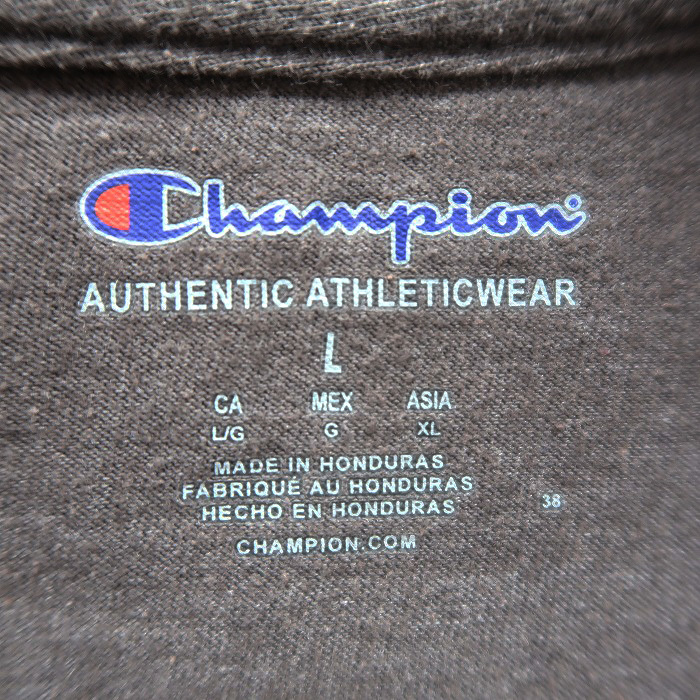 Champion
AUTHENTIC ATHLETICWEAR
L
CA MEX ASIA
L/G G XL
MADE IN HONDURAS
FABRIQUÉ AU HONDURAS
HECHO EN HONDURAS
38
CHAMPION.COM